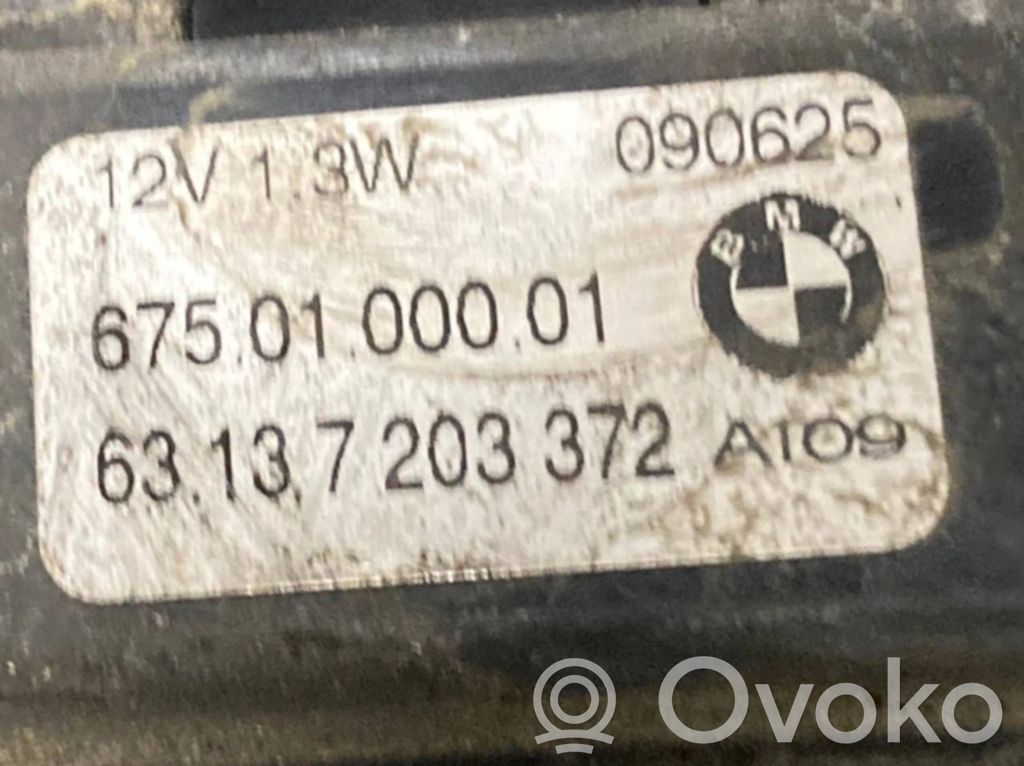 12V 1.3W 090625
BMW
675.01.000.01
63.13.7 203 372 A109
R Ovoko